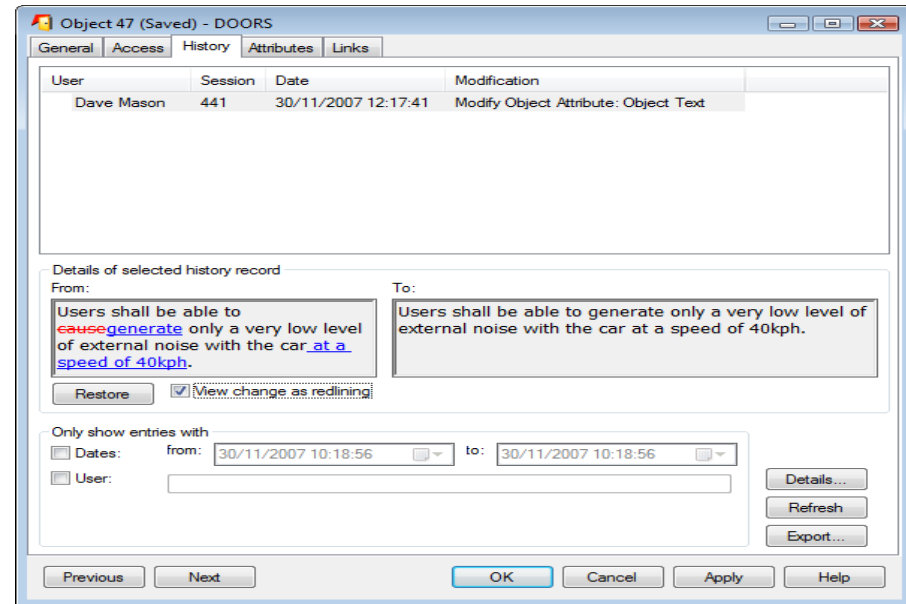 Object 47 (Saved) - DOORS
General Access History Attributes Links
User Session Date Modification
Dave Mason 441 30/11/2007 12:17:41 Modify Object Attribute: Object Text
Details of selected history record
From: To:
Users shall be able to
causegenerate only a very low level
of external noise with the car at a
speed of 40kph.
Users shall be able to generate only a very low level of
external noise with the car at a speed of 40kph.
Restore View change as redlining
Only show entries with
Dates: from: 30/11/2007 10:18:56 to: 30/11/2007 10:18:56
User:
Details...
Refresh
Export...
Previous Next OK Cancel Apply Help